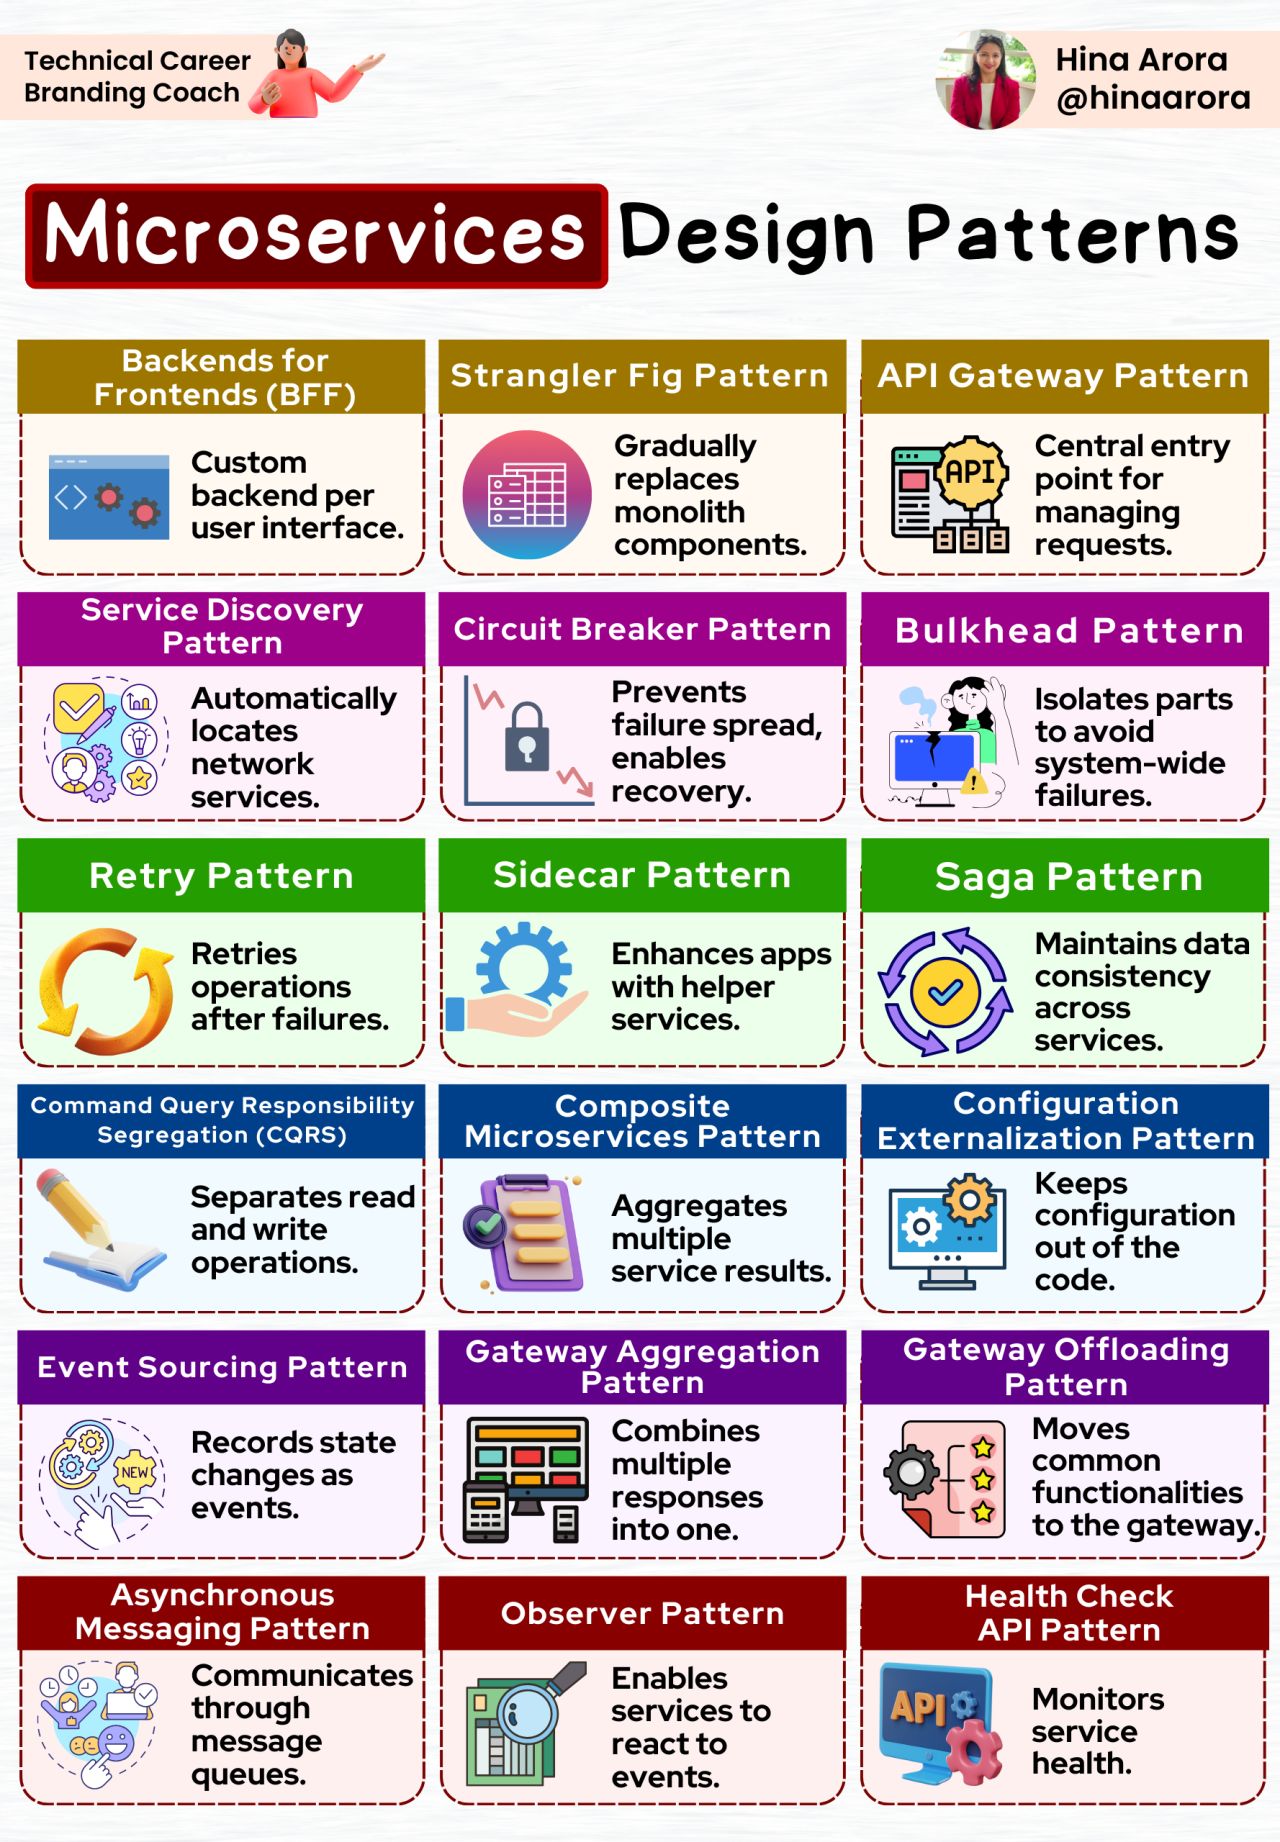 Technical Career
Branding Coach
Hina Arora
@hinaarora
Microservices Design Patterns
Backends for
Frontends (BFF)
Custom
backend per
user interface.
Strangler Fig Pattern
Gradually
replaces
monolith
components.
API Gateway Pattern
API
Central entry
point for
managing
requests.
Service Discovery
Pattern
Automatically
locates
network
services.
Circuit Breaker Pattern
Prevents
failure spread,
enables
recovery.
Bulkhead Pattern
Isolates parts
to avoid
system-wide
failures.
Retry Pattern
Retries
operations
after failures.
Sidecar Pattern
Enhances apps
with helper
services.
Saga Pattern
Maintains data
consistency
across
services.
Command Query Responsibility
Segregation (CQRS)
Separates read
and write
operations.
Composite
Microservices Pattern
Aggregates
multiple
service results.
Configuration
Externalization Pattern
Keeps
configuration
out of the
code.
Event Sourcing Pattern
NEW
Records state
changes as
events.
Gateway Aggregation
Pattern
Combines
multiple
responses
into one.
Gateway Offloading
Pattern
Moves
common
functionalities
to the gateway.
Asynchronous
Messaging Pattern
Communicates
through
message
queues.
Observer Pattern
Enables
services to
react to
events.
Health Check
API Pattern
API
Monitors
service
health.